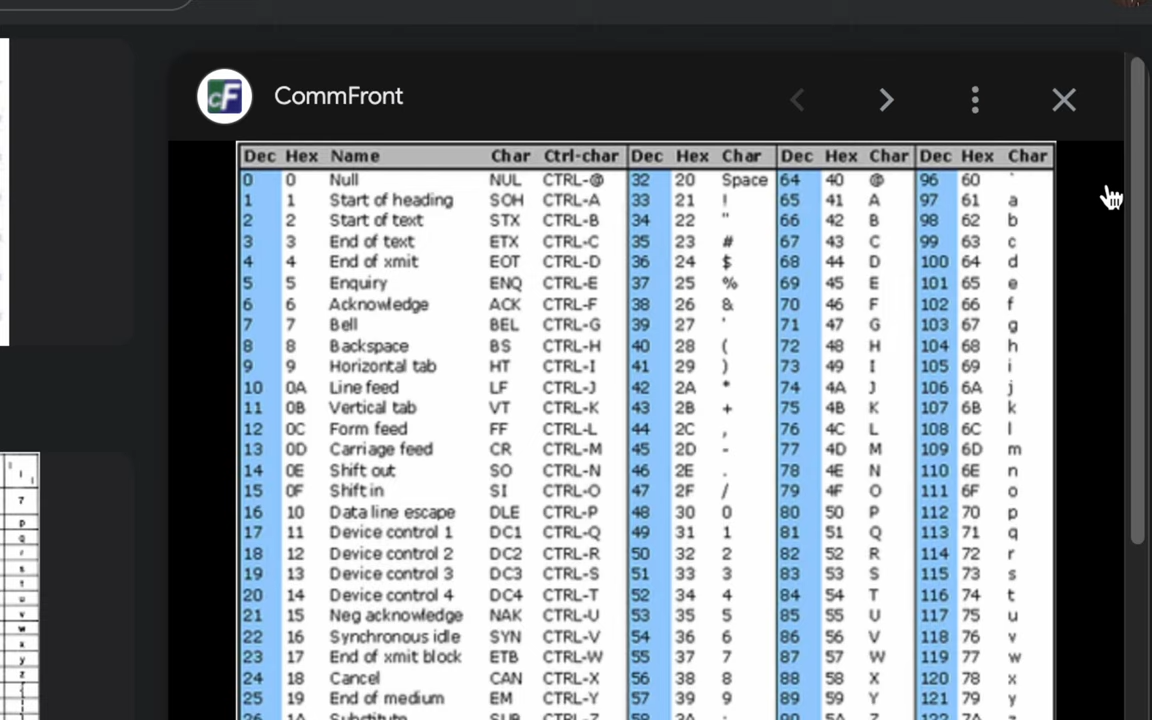 CommFront
Dec Hex Name Char Ctrl-char Dec Hex Char Dec Hex Char Dec Hex Char
0 0 Null NUL CTRL-@ 32 20 Space 64 40 @ 96 60 `
1 1 Start of heading SOH CTRL-A 33 21 ! 65 41 A 97 61 a
2 2 Start of text STX CTRL-B 34 22 " 66 42 B 98 62 b
3 3 End of text ETX CTRL-C 35 23 # 67 43 C 99 63 c
4 4 End of xmit EOT CTRL-D 36 24 $ 68 44 D 100 64 d
5 5 Enquiry ENQ CTRL-E 37 25 % 69 45 E 101 65 e
6 6 Acknowledge ACK CTRL-F 38 26 & 70 46 F 102 66 f
7 7 Bell BEL CTRL-G 39 27 ' 71 47 G 103 67 g
8 8 Backspace BS CTRL-H 40 28 ( 72 48 H 104 68 h
9 9 Horizontal tab HT CTRL-I 41 29 ) 73 49 I 105 69 i
10 0A Line feed LF CTRL-J 42 2A * 74 4A J 106 6A j
11 0B Vertical tab VT CTRL-K 43 2B + 75 4B K 107 6B k
12 0C Form feed FF CTRL-L 44 2C , 76 4C L 108 6C l
13 0D Carriage feed CR CTRL-M 45 2D - 77 4D M 109 6D m
14 0E Shift out SO CTRL-N 46 2E . 78 4E N 110 6E n
15 0F Shift in SI CTRL-O 47 2F / 79 4F O 111 6F o
16 10 Data line escape DLE CTRL-P 48 30 0 80 50 P 112 70 p
17 11 Device control 1 DC1 CTRL-Q 49 31 1 81 51 Q 113 71 q
18 12 Device control 2 DC2 CTRL-R 50 32 2 82 52 R 114 72 r
19 13 Device control 3 DC3 CTRL-S 51 33 3 83 53 S 115 73 s
20 14 Device control 4 DC4 CTRL-T 52 34 4 84 54 T 116 74 t
21 15 Neg acknowledge NAK CTRL-U 53 35 5 85 55 U 117 75 u
22 16 Synchronous idle SYN CTRL-V 54 36 6 86 56 V 118 76 v
23 17 End of xmit block ETB CTRL-W 55 37 7 87 57 W 119 77 w
24 18 Cancel CAN CTRL-X 56 38 8 88 58 X 120 78 x
25 19 End of medium EM CTRL-Y 57 39 9 89 59 Y 121 79 y